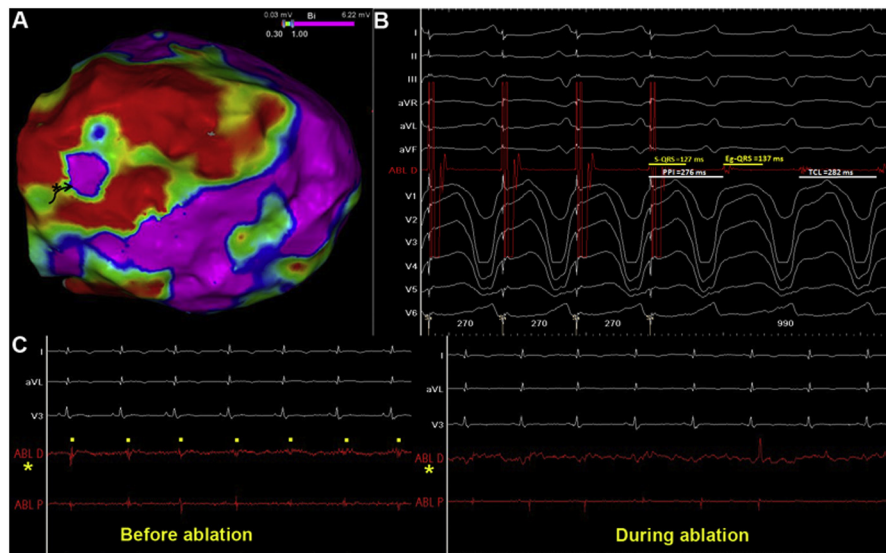 A
0.03 mV Bi 6.22 mV
0.30 1.00
B
I
II
III
aVR
aVL
aVF
ABL D
S-QRS =127 ms
Eg-QRS =137 ms
PPI =276 ms
TCL =282 ms
V1
V2
V3
V4
V5
V6
270 270 270 990
C
I
aVL
V3
ABL D
*
ABL P
Before ablation
I
aVL
V3
ABL D
*
ABL P
During ablation